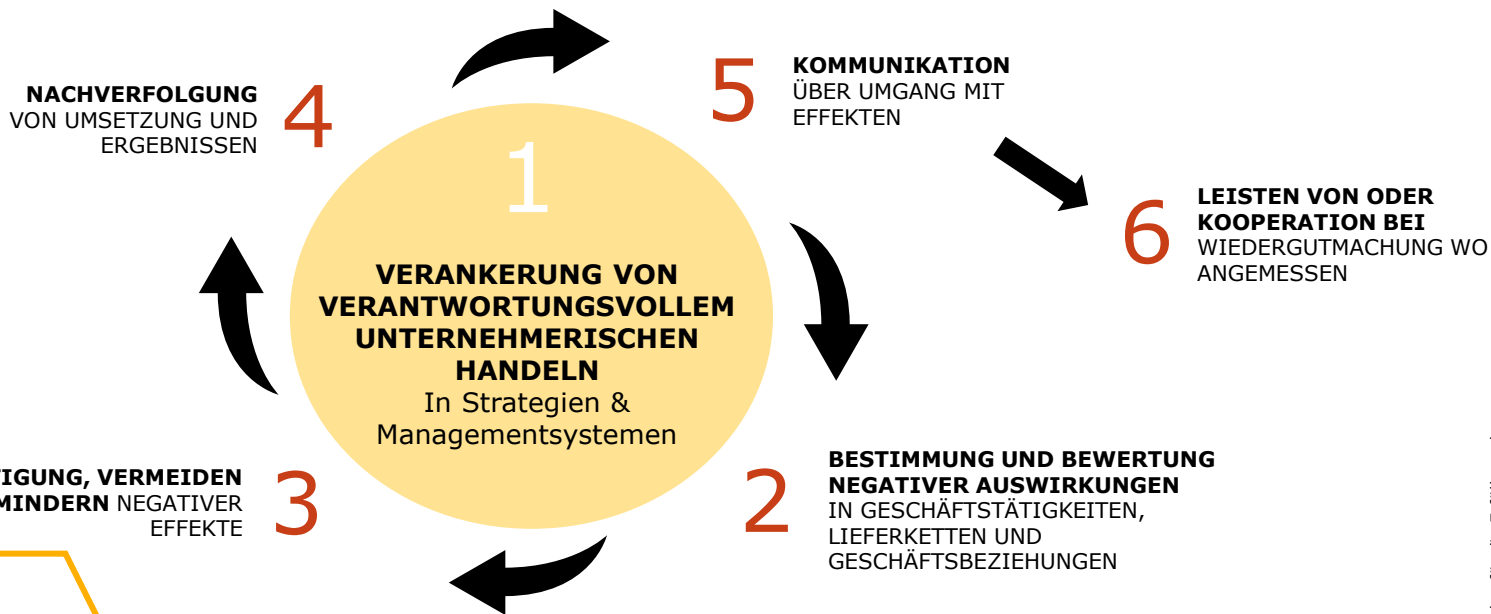 1
VERANKERUNG VON
VERANTWORTUNGSVOLLEM
UNTERNEHMERISCHEN
HANDELN
In Strategien &
Managementsystemen
2
BESTIMMUNG UND BEWERTUNG
NEGATIVER AUSWIRKUNGEN
IN GESCHÄFTSTÄTIGKEITEN,
LIEFERKETTEN UND
GESCHÄFTSBEZIEHUNGEN
3
TIGUNG, VERMEIDEN
MINDERN NEGATIVER
EFFEKTE
4
NACHVERFOLGUNG
VON UMSETZUNG UND
ERGEBNISSEN
5
KOMMUNIKATION
ÜBER UMGANG MIT
EFFEKTEN
6
LEISTEN VON ODER
KOOPERATION BEI
WIEDERGUTMACHUNG WO
ANGEMESSEN